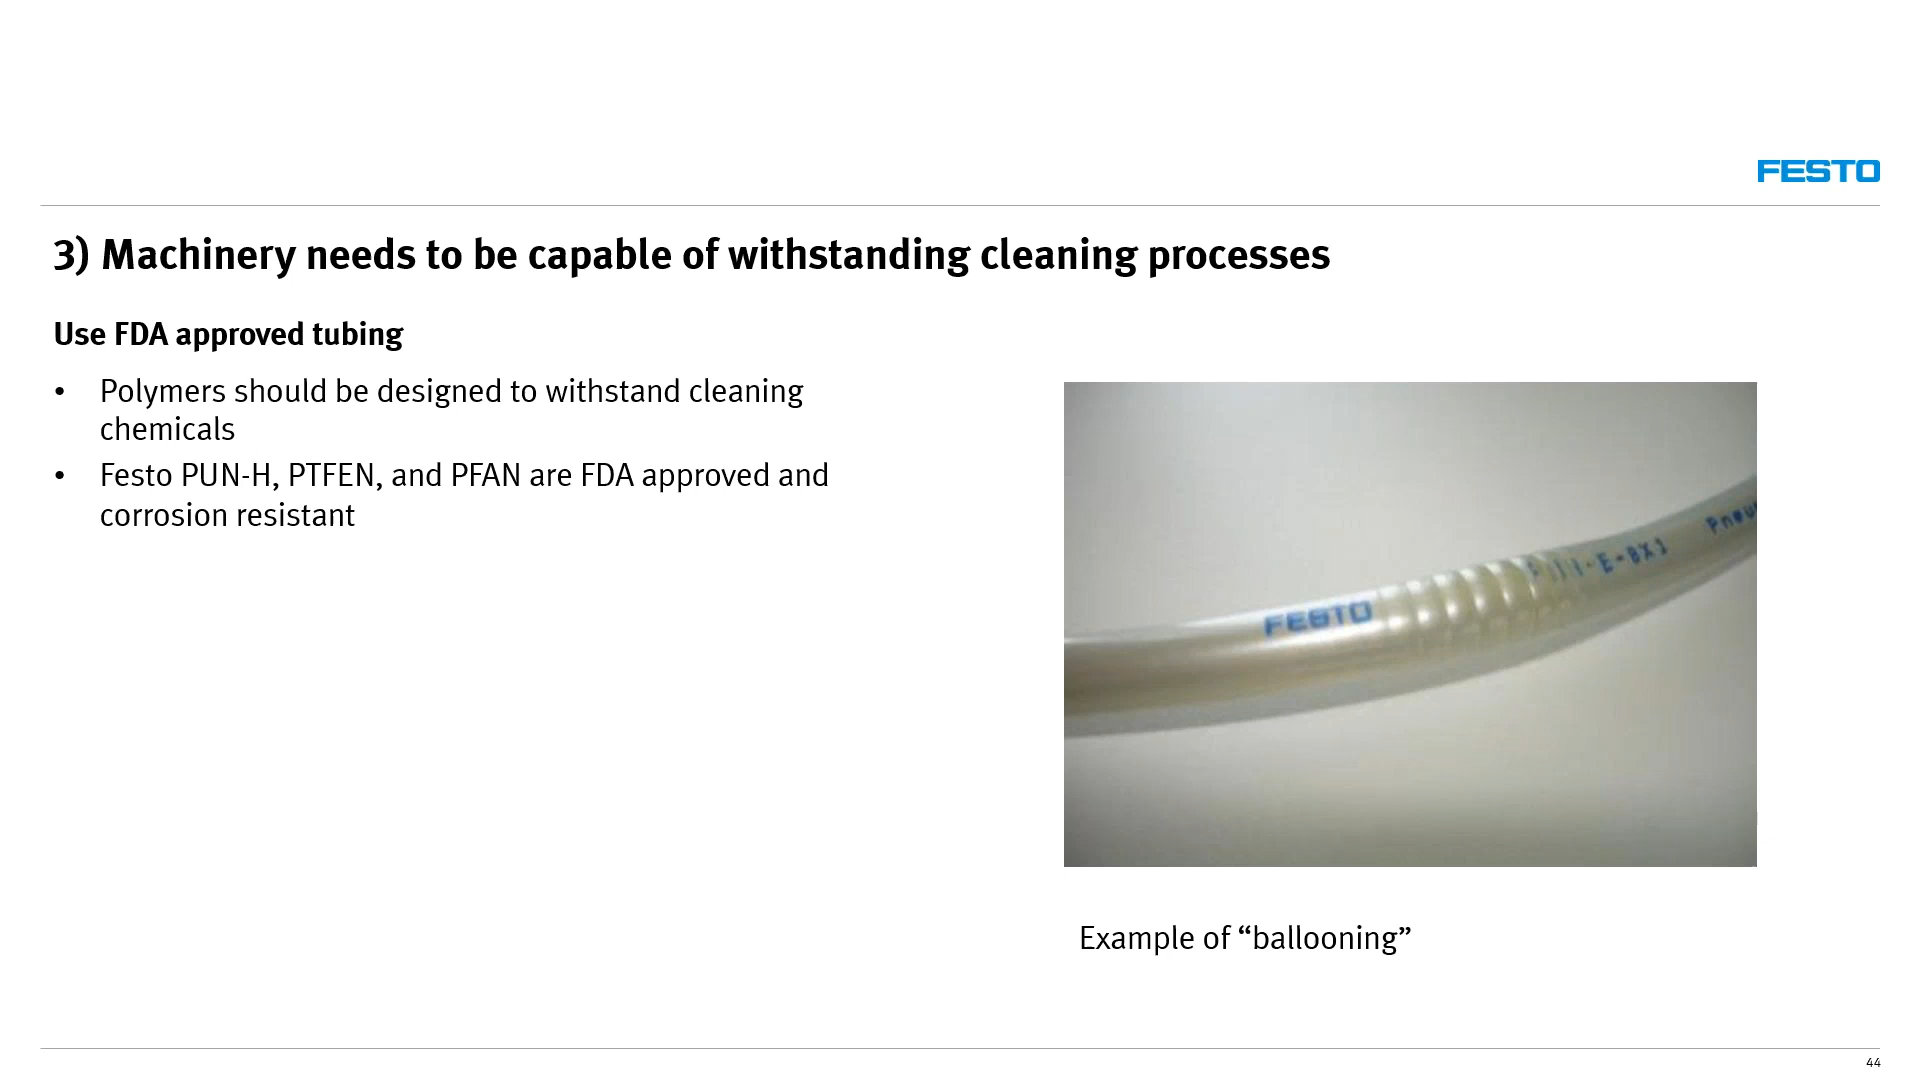 FESTO
3) Machinery needs to be capable of withstanding cleaning processes
Use FDA approved tubing
• Polymers should be designed to withstand cleaning
chemicals
• Festo PUN-H, PTFEN, and PFAN are FDA approved and
corrosion resistant
FESTO
E-8X1
Example of “ballooning”
44